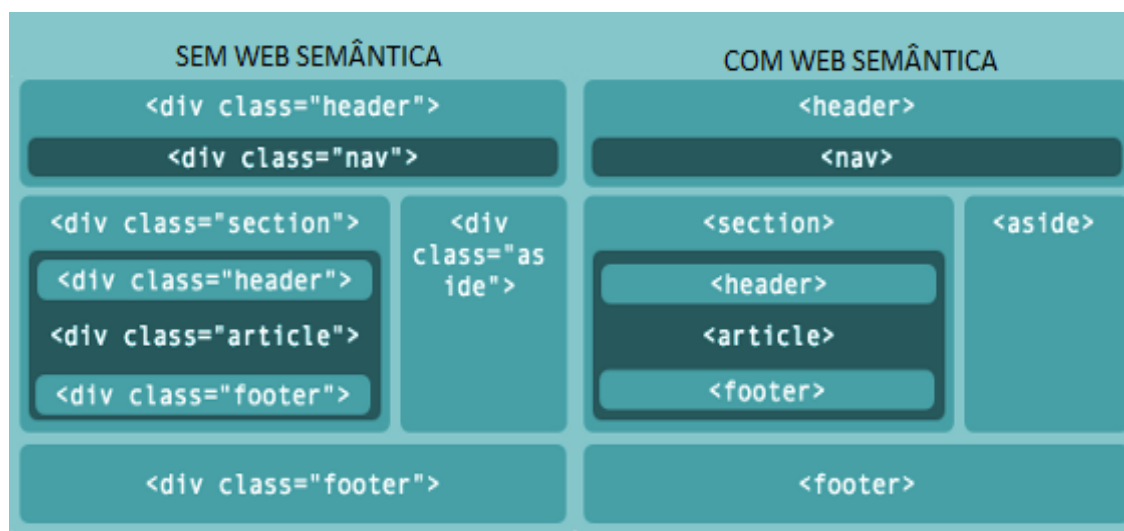 SEM WEB SEMÂNTICA
<div class="header">
<div class="nav">
<div class="section">
<div class="header">
<div class="article">
<div class="footer">
<div
class="as
ide">
<div class="footer">
COM WEB SEMÂNTICA
<header>
<nav>
<section>
<header>
<article>
<footer>
<aside>
<footer>